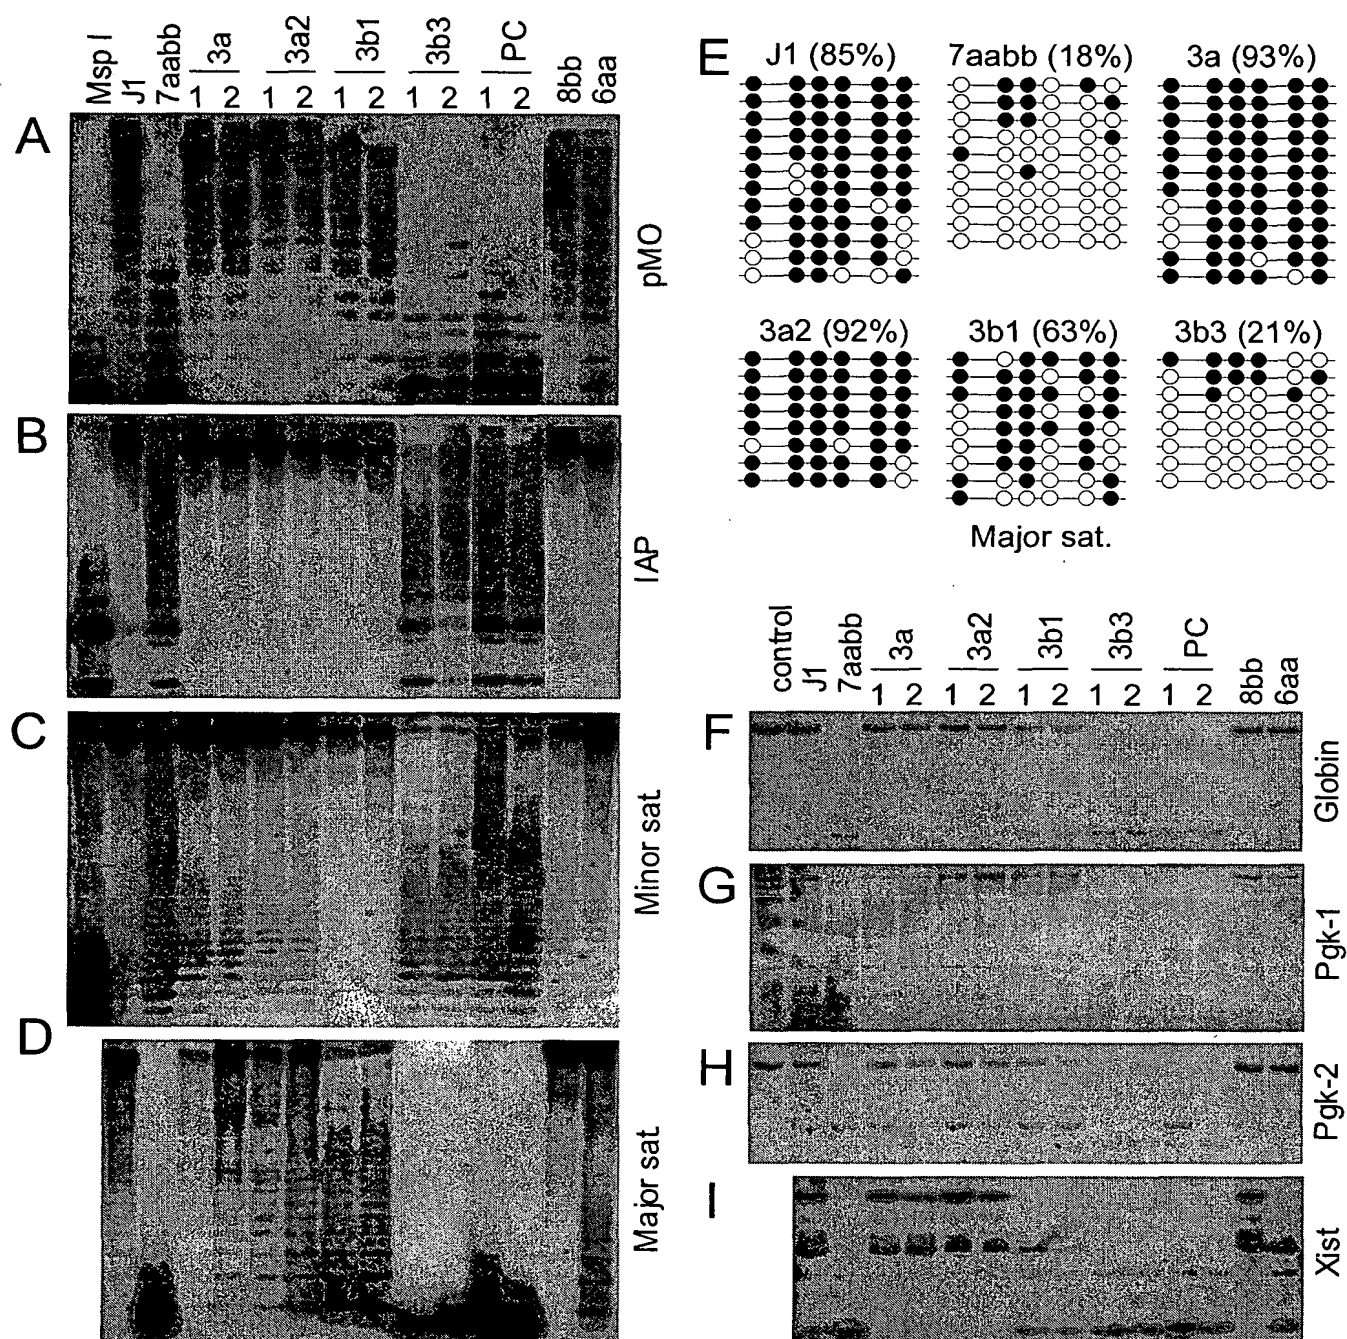 Msp I
J1
7aabb
3a
3a2
3b1
3b3
PC
8bb
6aa
1 2 1 2 1 2 1 2 1 2
A
pMO
B
IAP
C
Minor sat
D
Major sat
E
J1 (85%) 7aabb (18%) 3a (93%)
3a2 (92%) 3b1 (63%) 3b3 (21%)
Major sat.
control
J1
7aabb
3a
3a2
3b1
3b3
PC
8bb
6aa
1 2 1 2 1 2 1 2 1 2
F
Globin
G
Pgk-1
H
Pgk-2
I
Xist